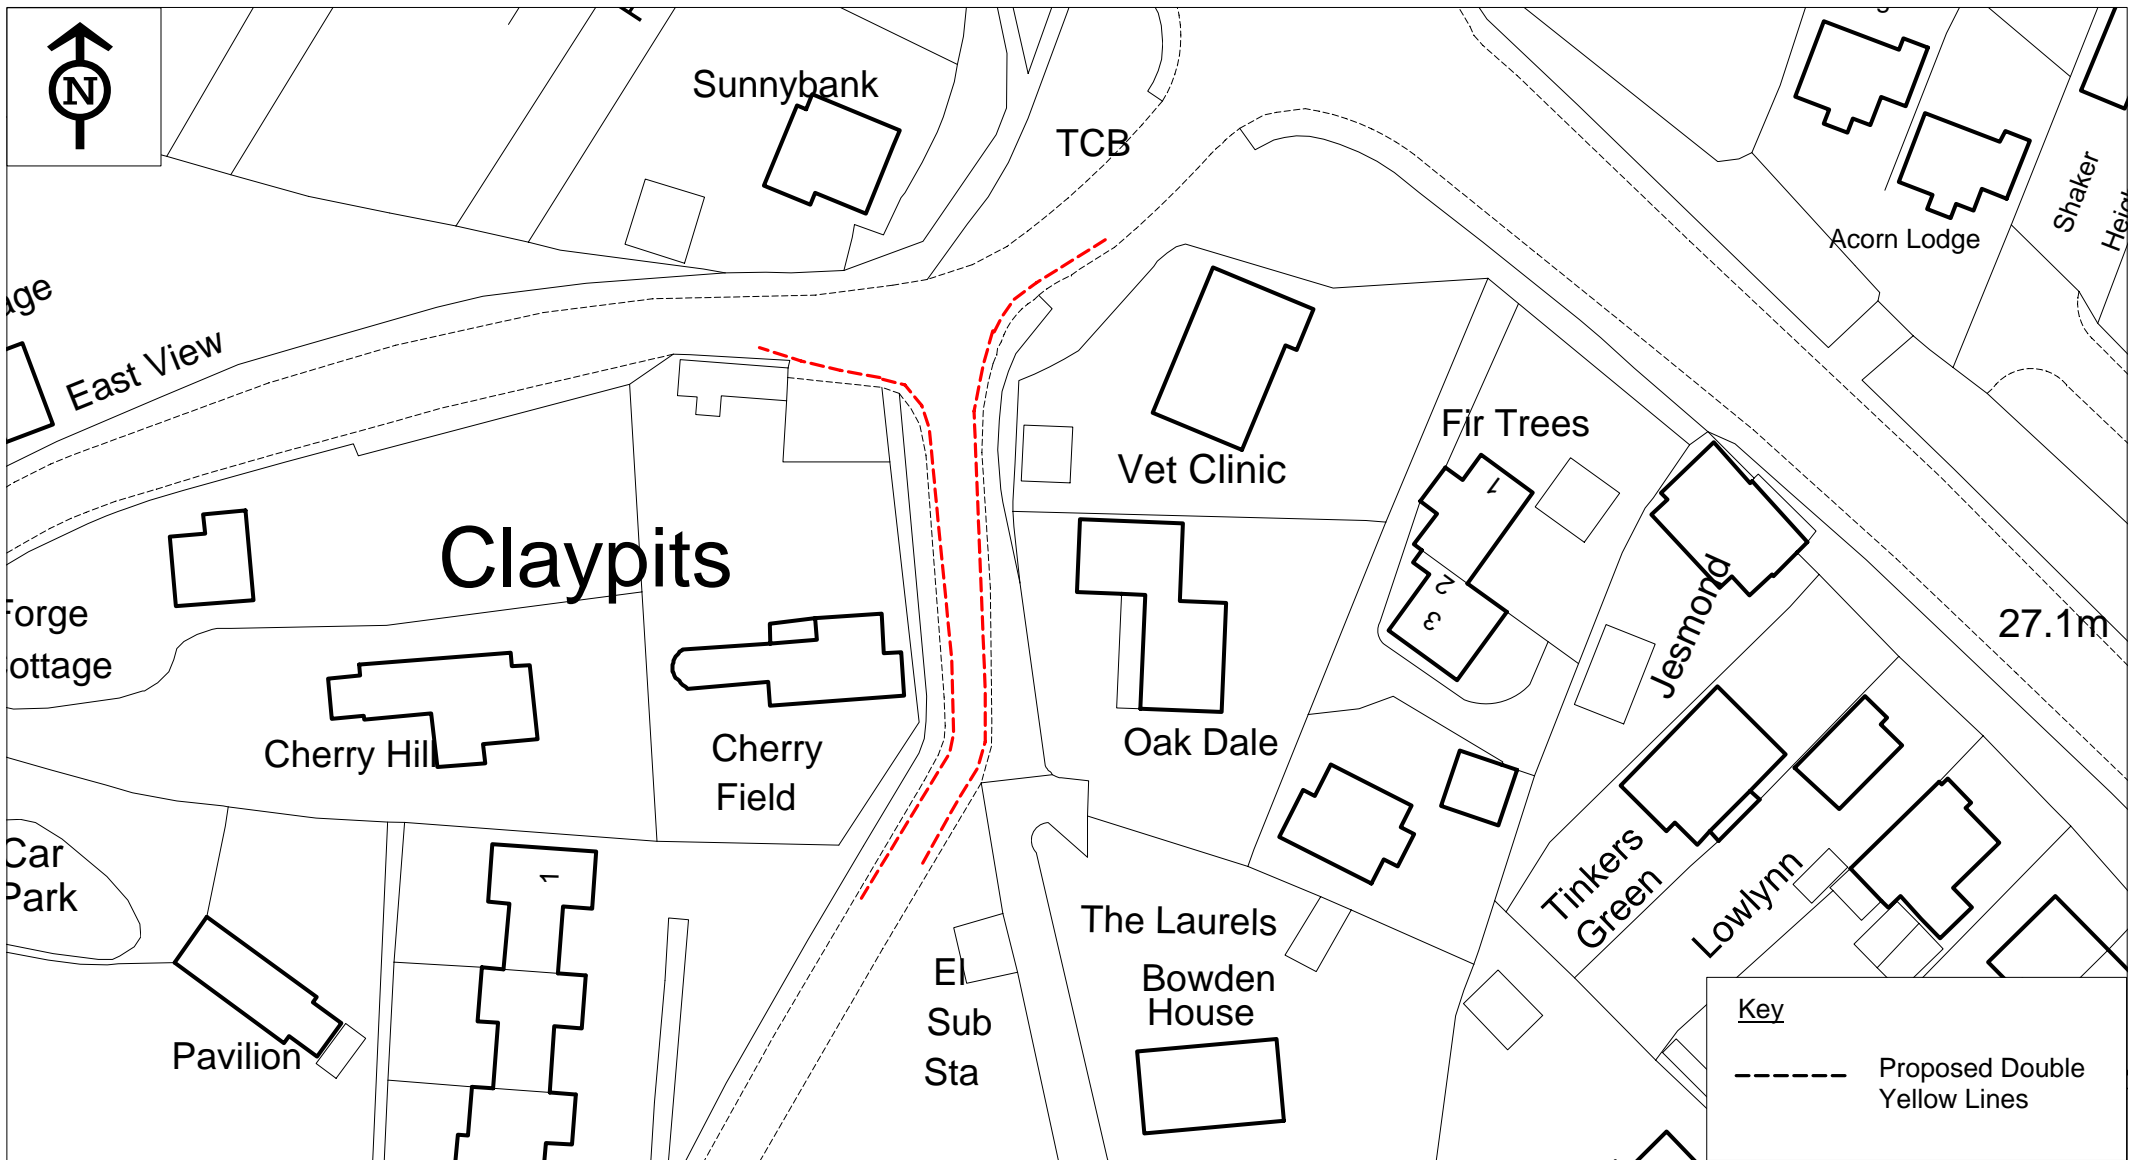 N
Sunnybank
TCB
Acorn Lodge
Shaker
East View
Fir Trees
1
Vet Clinic
2
3
Claypits
Jesmond
27.1m
Cherry Hill
Cherry
Field
Oak Dale
Car
Park
1
Tinkers
Green
Lowlynn
The Laurels
El
Sub
Sta
Bowden
House
Pavilion
Key
Proposed Double
Yellow Lines